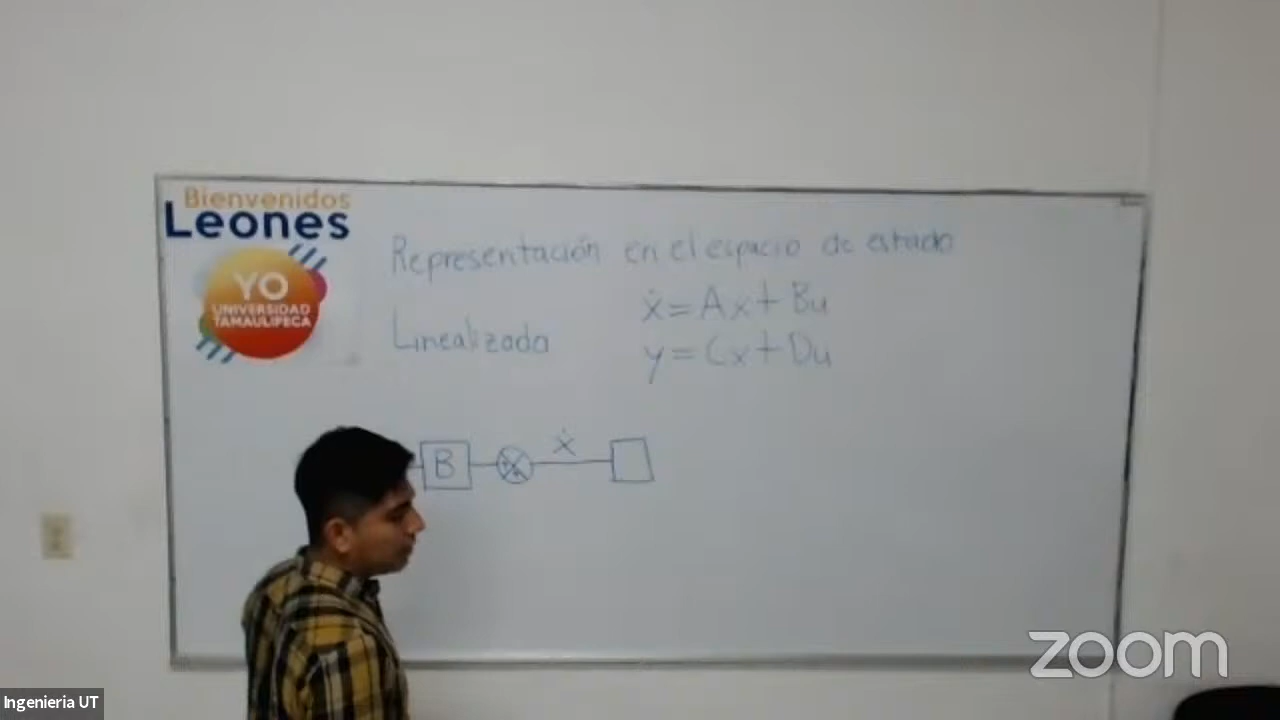 Bienvenidos
Leones
YO
UNIVERSIDAD
TAMAULIPECA
Representación en el espacio de estado
Linealizada
ẋ = Ax + Bu
y = Cx + Du
B
ẋ
zoom
Ingenieria UT